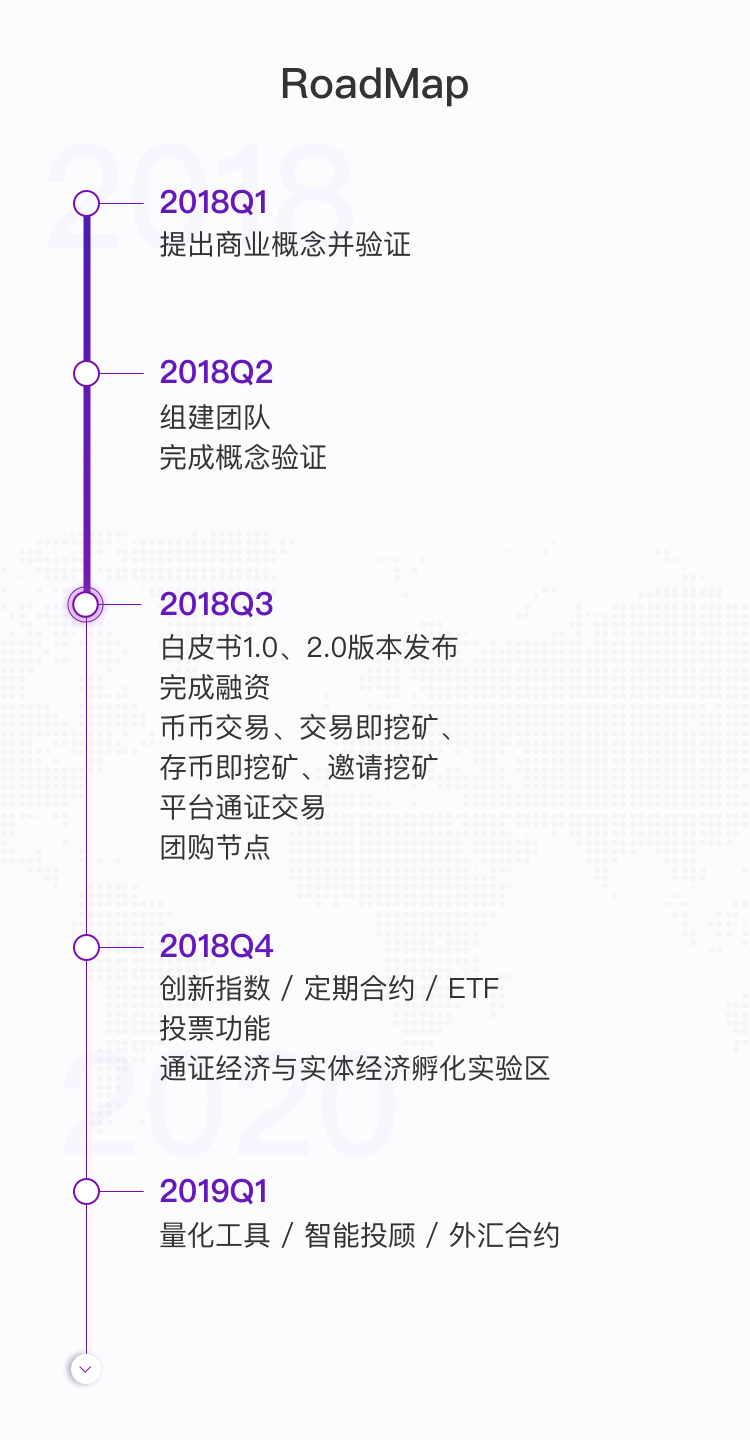 RoadMap
2018
2018Q1
提出商业概念并验证
2018Q2
组建团队
完成概念验证
2018Q3
白皮书1.0、2.0版本发布
完成融资
币币交易、交易即挖矿、
存币即挖矿、邀请挖矿
平台通证交易
团购节点
2018Q4
创新指数 / 定期合约 / ETF
投票功能
通证经济与实体经济孵化实验区
2020
2019Q1
量化工具 / 智能投顾 / 外汇合约